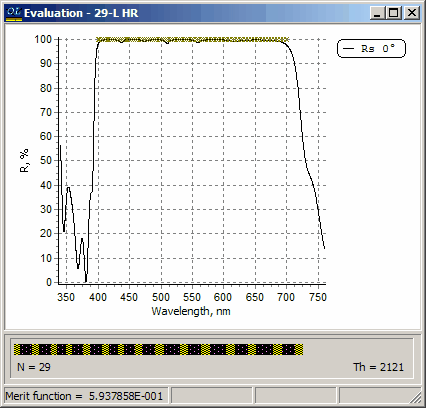 OL Evaluation - 29-L HR
100
90
80
70
60
50
40
30
20
10
0
R, %
Rs 0°
350 400 450 500 550 600 650 700 750
Wavelength, nm
N = 29 Th = 2121
Merit function = 5.937858E-001